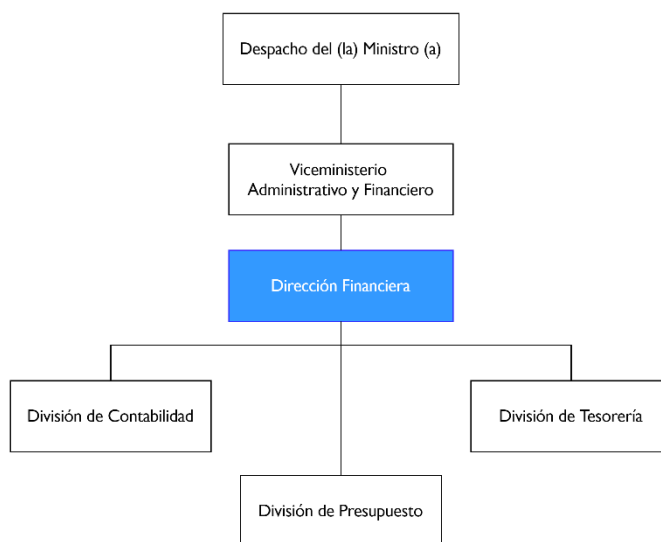 Despacho del (la) Ministro (a)
Viceministerio
Administrativo y Financiero
Dirección Financiera
División de Contabilidad
División de Tesorería
División de Presupuesto